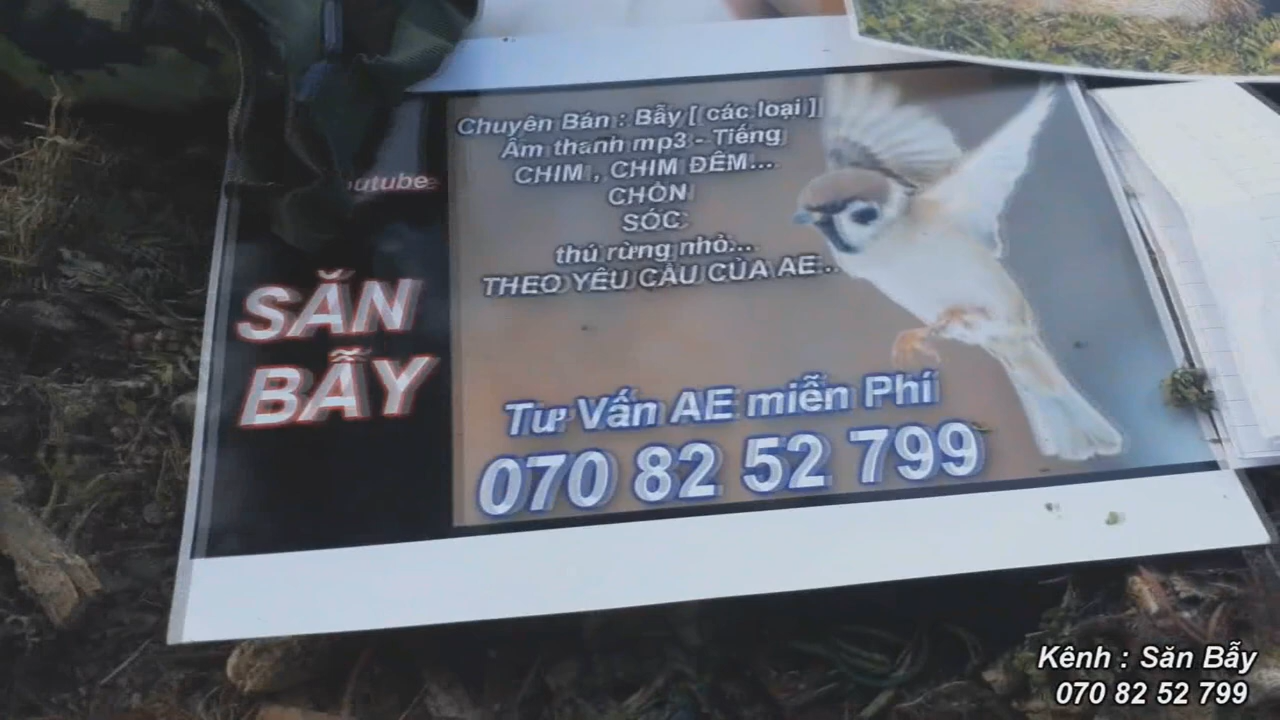 Chuyên Bán : Bẫy [ các loại ]
Âm thanh mp3 - Tiếng
CHIM , CHIM ĐÊM...
CHỒN
SÓC
thú rừng nhỏ...
THEO YÊU CẦU CỦA AE...
SĂN
BẪY
Tư Vấn AE miễn Phí
070 82 52 799
Kênh : Săn Bẫy
070 82 52 799